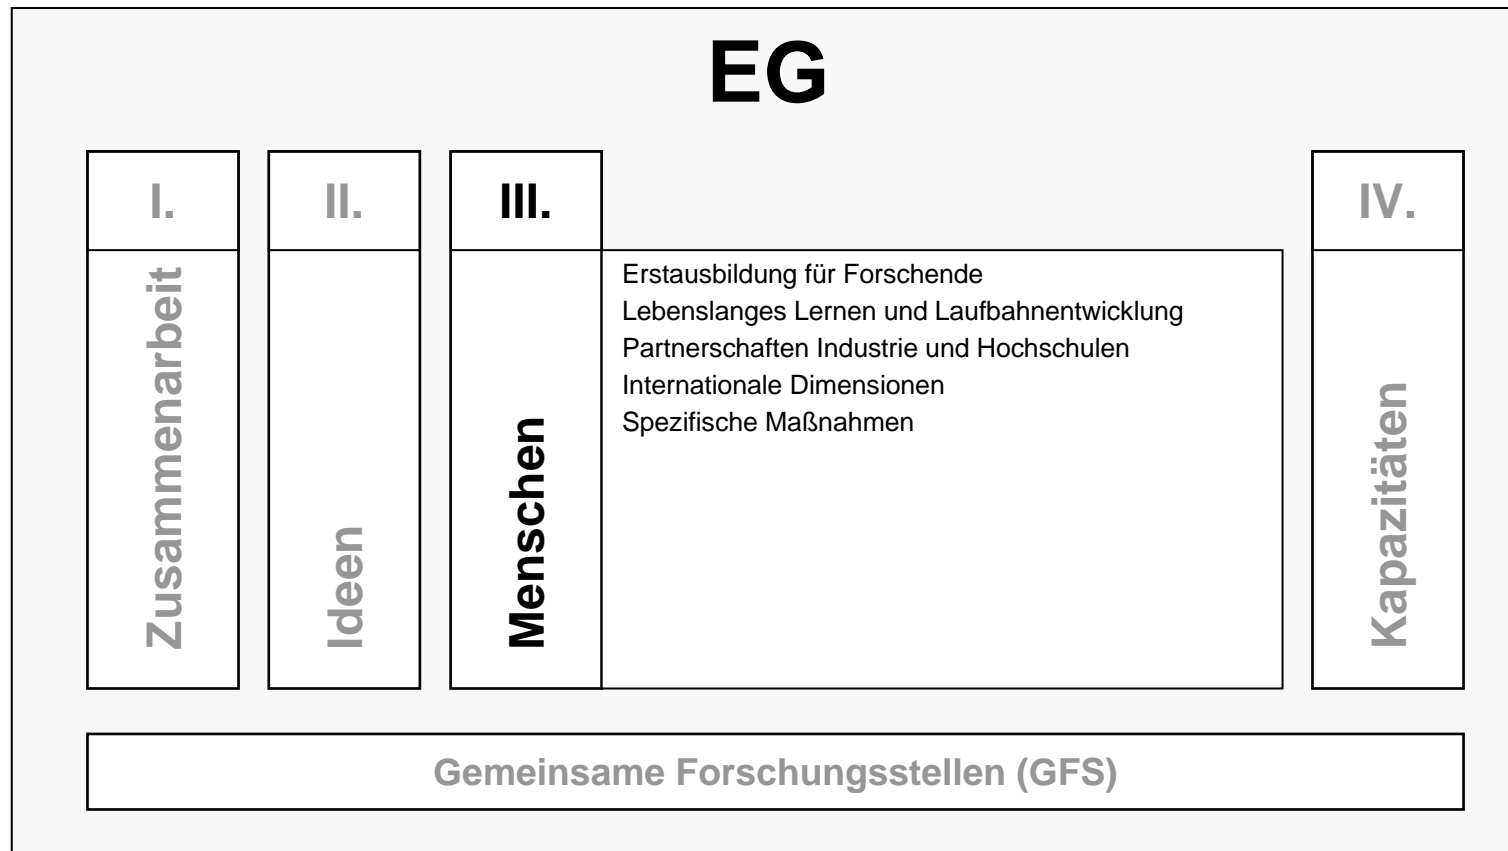 EG
I.
Zusammenarbeit
II.
Ideen
III.
Menschen
Erstausbildung für Forschende
Lebenslanges Lernen und Laufbahnentwicklung
Partnerschaften Industrie und Hochschulen
Internationale Dimensionen
Spezifische Maßnahmen
IV.
Kapazitäten
Gemeinsame Forschungsstellen (GFS)